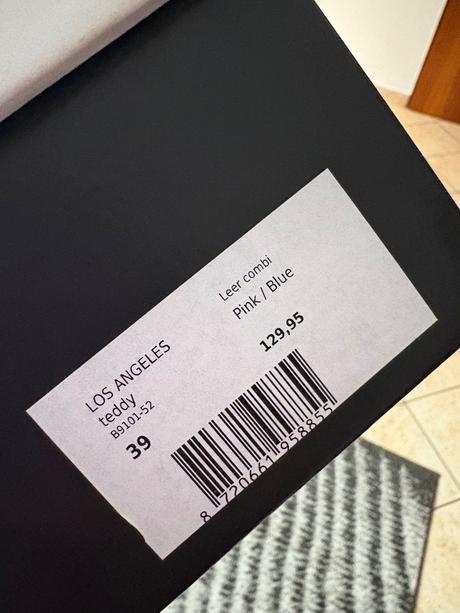 LOS ANGELES
teddy
B9101-52
39
Leer combi
Pink / Blue
129,95
8 720661 958855